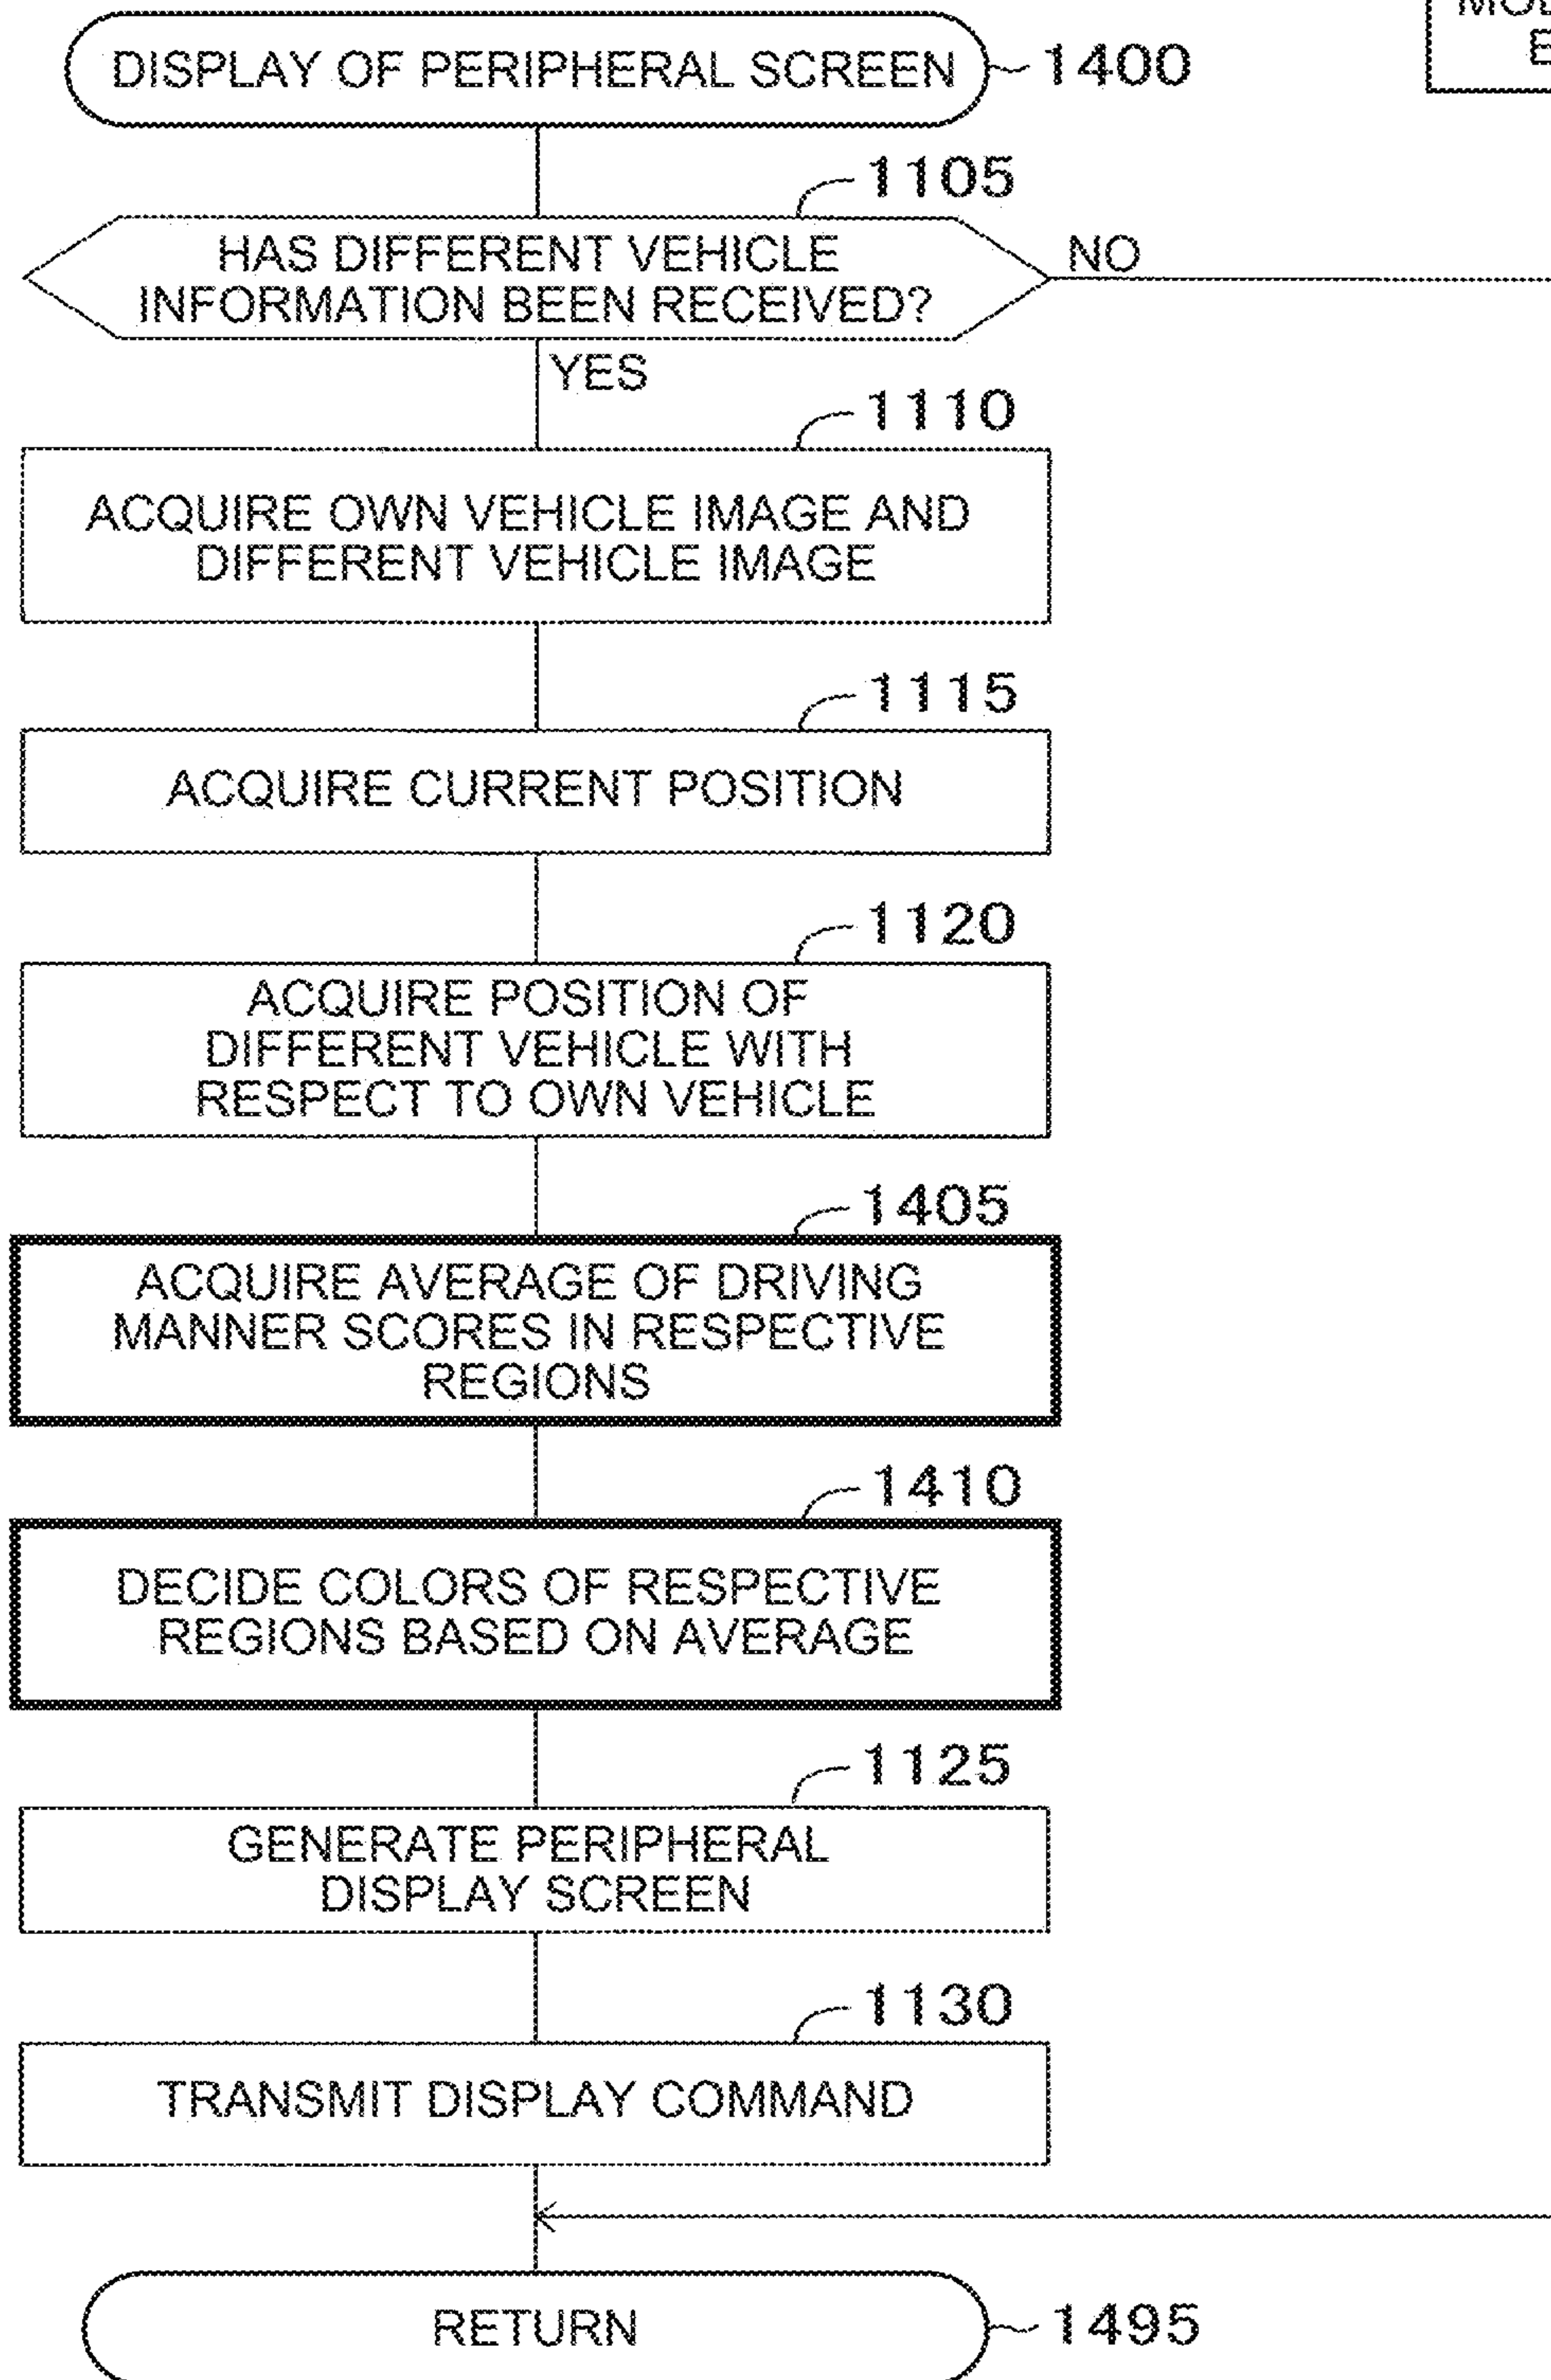 DISPLAY OF PERIPHERAL SCREEN
1400
1105
HAS DIFFERENT VEHICLE
INFORMATION BEEN RECEIVED?
NO
YES
1110
ACQUIRE OWN VEHICLE IMAGE AND
DIFFERENT VEHICLE IMAGE
1115
ACQUIRE CURRENT POSITION
1120
ACQUIRE POSITION OF
DIFFERENT VEHICLE WITH
RESPECT TO OWN VEHICLE
1405
ACQUIRE AVERAGE OF DRIVING
MANNER SCORES IN RESPECTIVE
REGIONS
1410
DECIDE COLORS OF RESPECTIVE
REGIONS BASED ON AVERAGE
1125
GENERATE PERIPHERAL
DISPLAY SCREEN
1130
TRANSMIT DISPLAY COMMAND
RETURN
1495